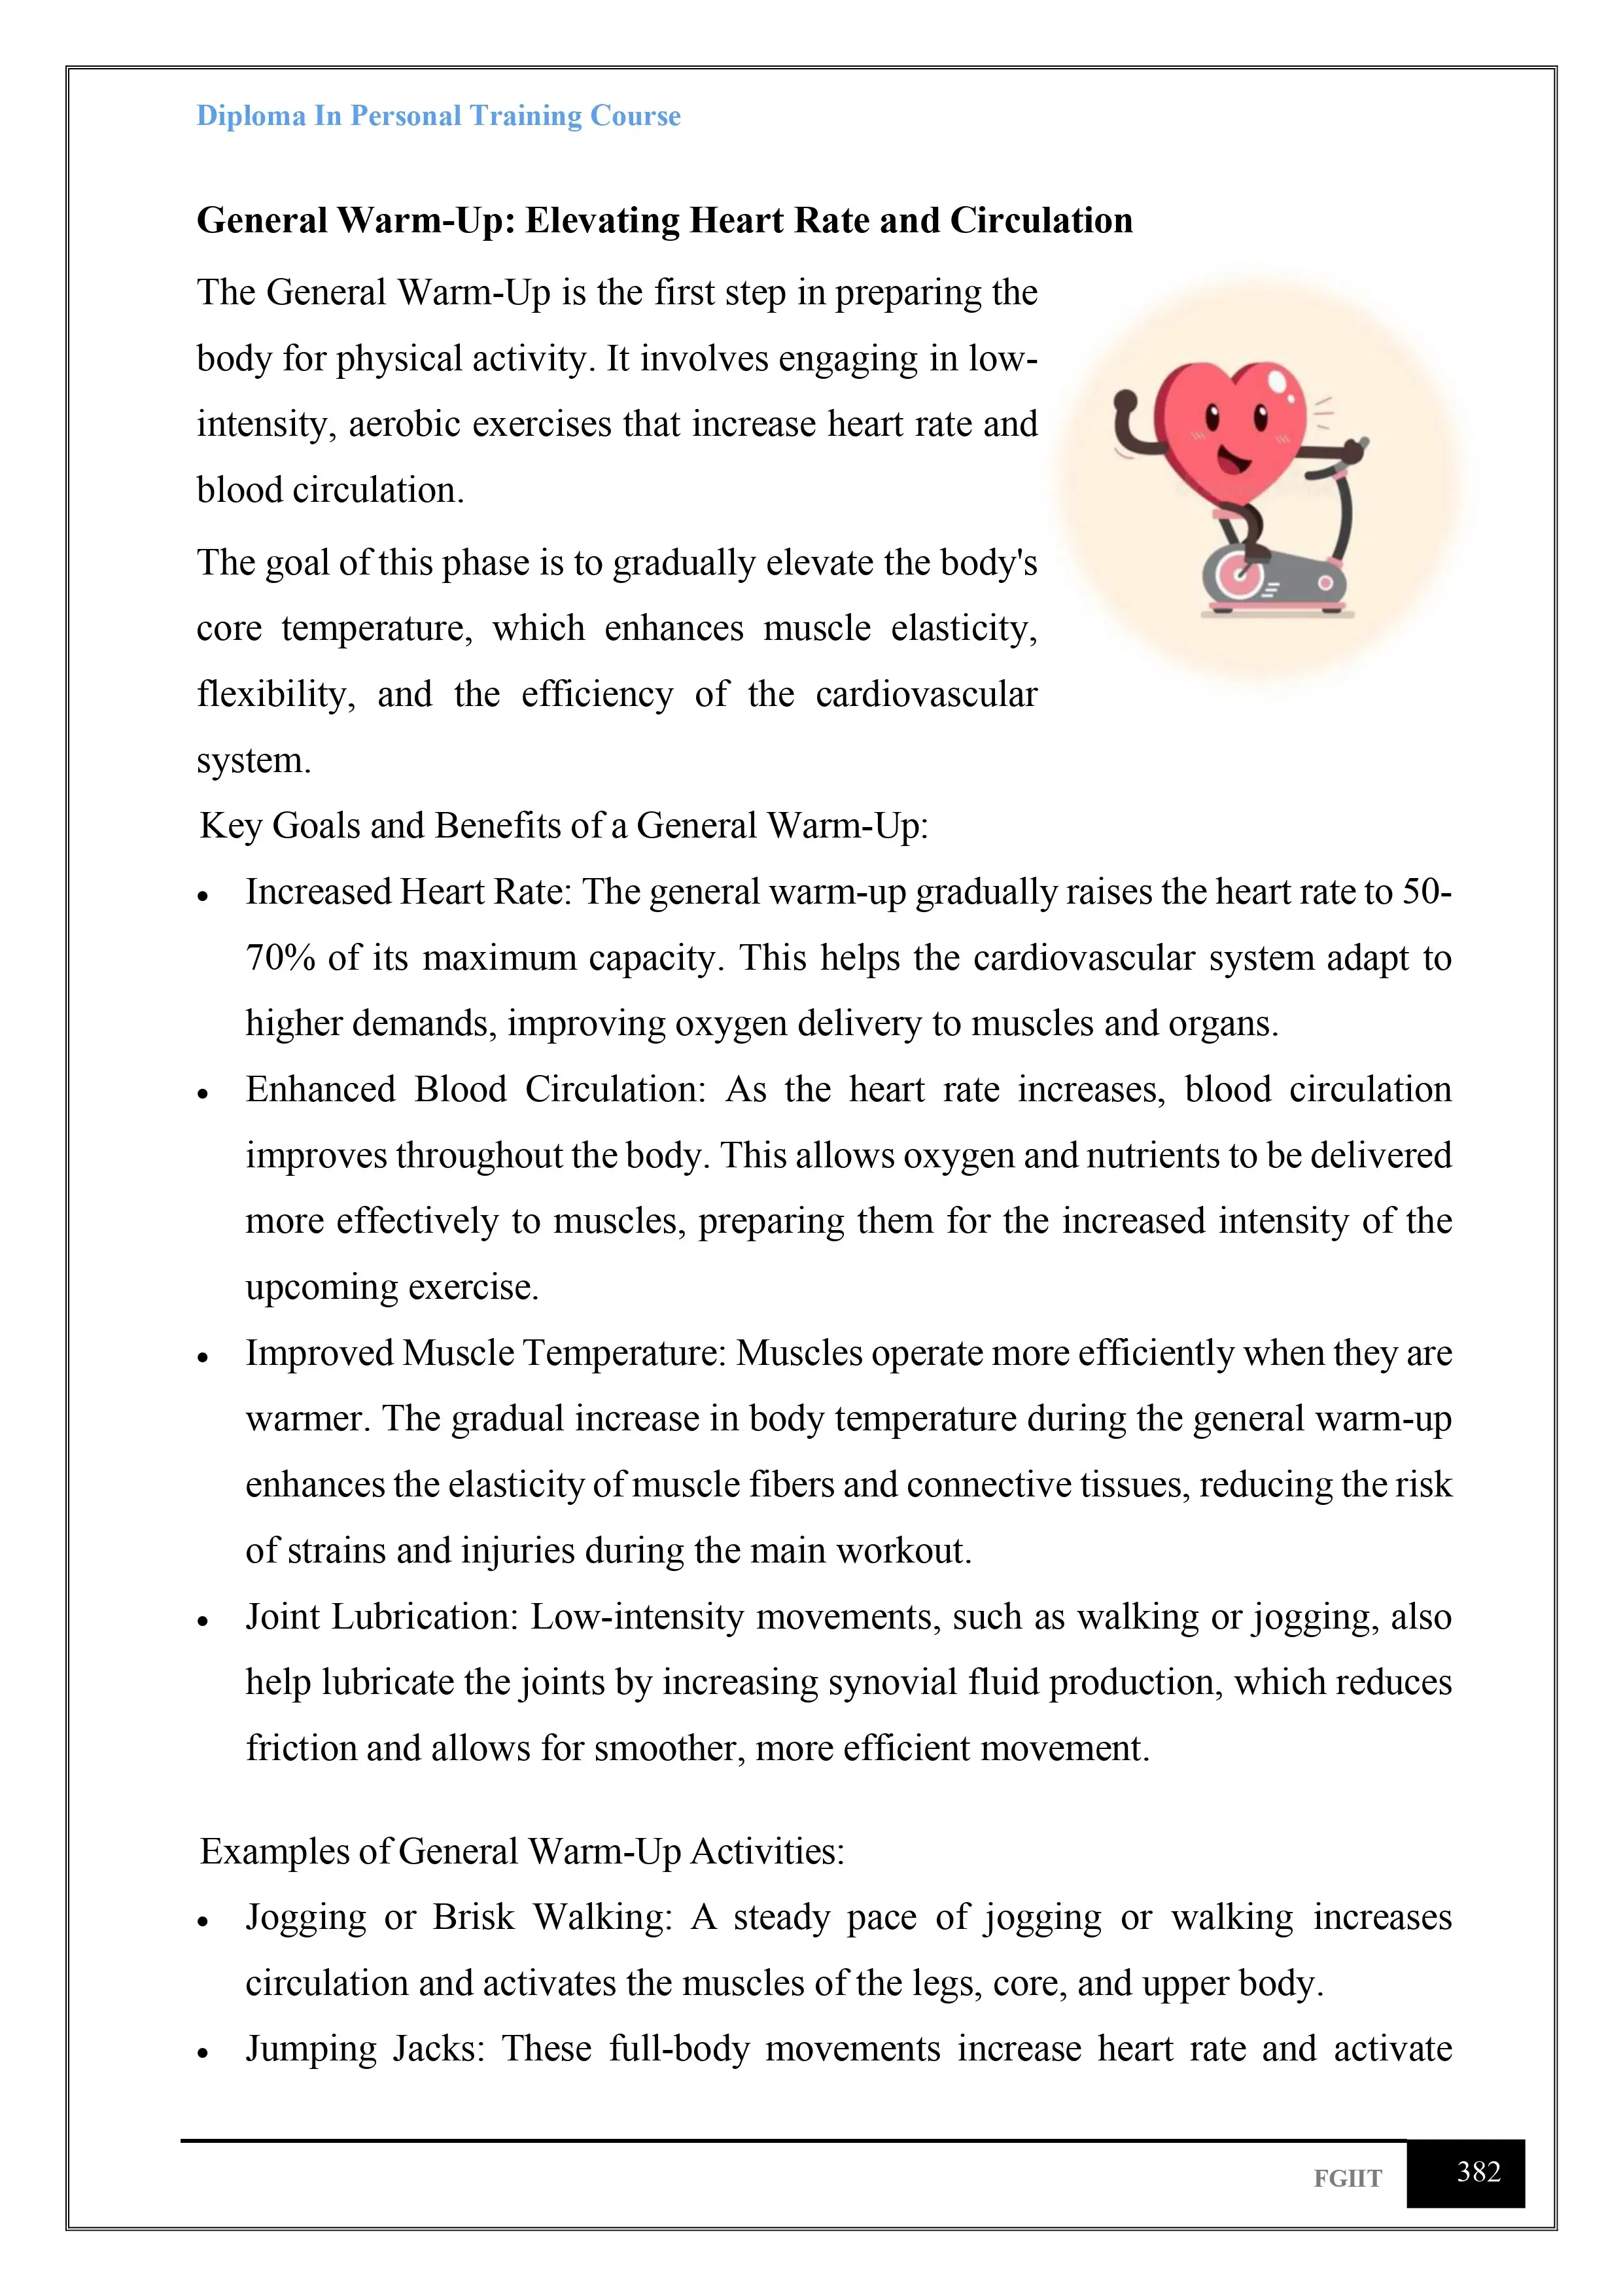 Diploma In Personal Training Course
General Warm-Up: Elevating Heart Rate and Circulation
The General Warm-Up is the first step in preparing the
body for physical activity. It involves engaging in low-
intensity, aerobic exercises that increase heart rate and
blood circulation.
The goal of this phase is to gradually elevate the body's
core temperature, which enhances muscle elasticity,
flexibility, and the efficiency of the cardiovascular
system.
Key Goals and Benefits of a General Warm-Up:
• Increased Heart Rate: The general warm-up gradually raises the heart rate to 50-
70% of its maximum capacity. This helps the cardiovascular system adapt to
higher demands, improving oxygen delivery to muscles and organs.
• Enhanced Blood Circulation: As the heart rate increases, blood circulation
improves throughout the body. This allows oxygen and nutrients to be delivered
more effectively to muscles, preparing them for the increased intensity of the
upcoming exercise.
• Improved Muscle Temperature: Muscles operate more efficiently when they are
warmer. The gradual increase in body temperature during the general warm-up
enhances the elasticity of muscle fibers and connective tissues, reducing the risk
of strains and injuries during the main workout.
• Joint Lubrication: Low-intensity movements, such as walking or jogging, also
help lubricate the joints by increasing synovial fluid production, which reduces
friction and allows for smoother, more efficient movement.
Examples of General Warm-Up Activities:
• Jogging or Brisk Walking: A steady pace of jogging or walking increases
circulation and activates the muscles of the legs, core, and upper body.
• Jumping Jacks: These full-body movements increase heart rate and activate
FGIIT 382